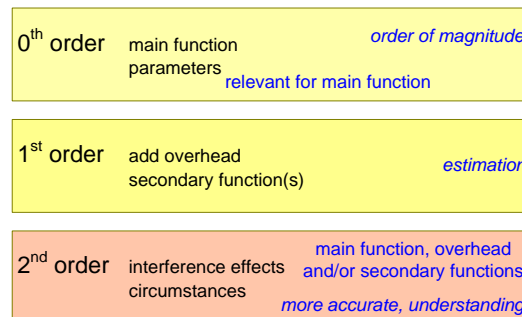 0th order main function order of magnitude
parameters
relevant for main function
1st order add overhead
secondary function(s) estimation
2nd order interference effects main function, overhead
circumstances and/or secondary functions
more accurate, understanding